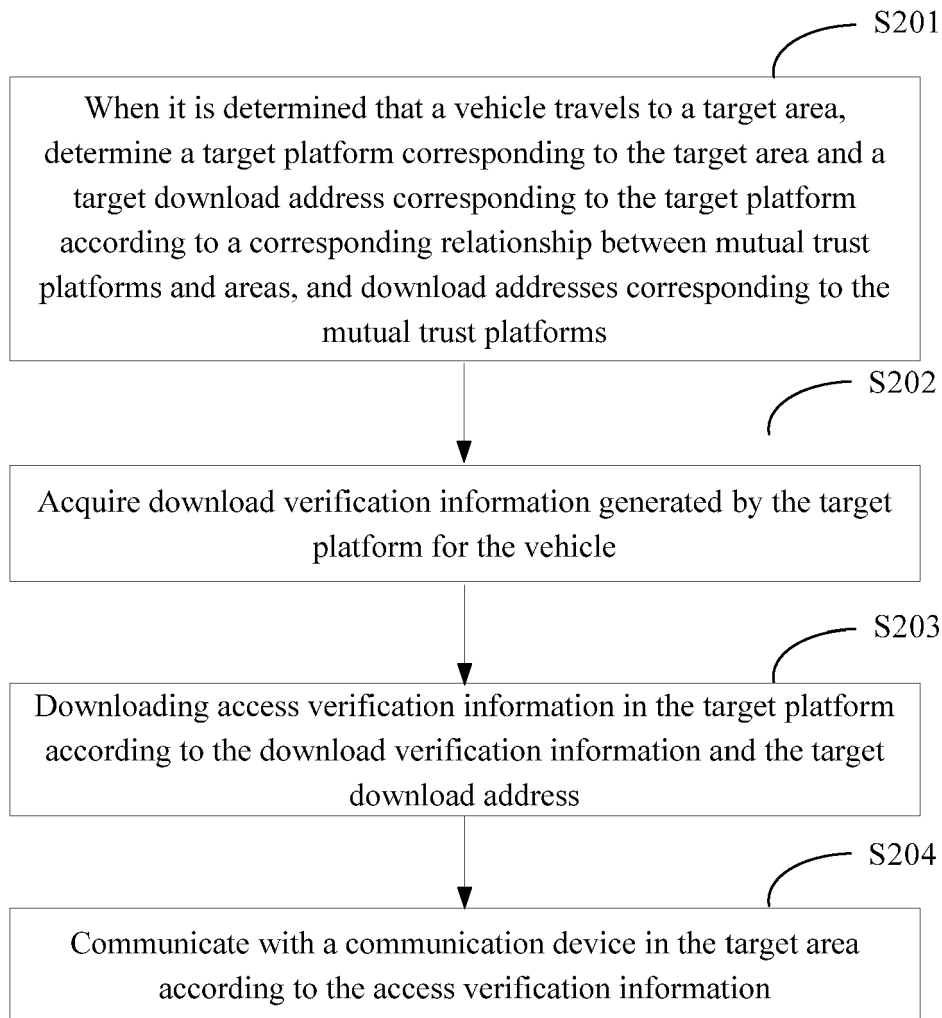 S201
When it is determined that a vehicle travels to a target area,
determine a target platform corresponding to the target area and a
target download address corresponding to the target platform
according to a corresponding relationship between mutual trust
platforms and areas, and download addresses corresponding to the
mutual trust platforms
S202
Acquire download verification information generated by the target
platform for the vehicle
S203
Downloading access verification information in the target platform
according to the download verification information and the target
download address
S204
Communicate with a communication device in the target area
according to the access verification information